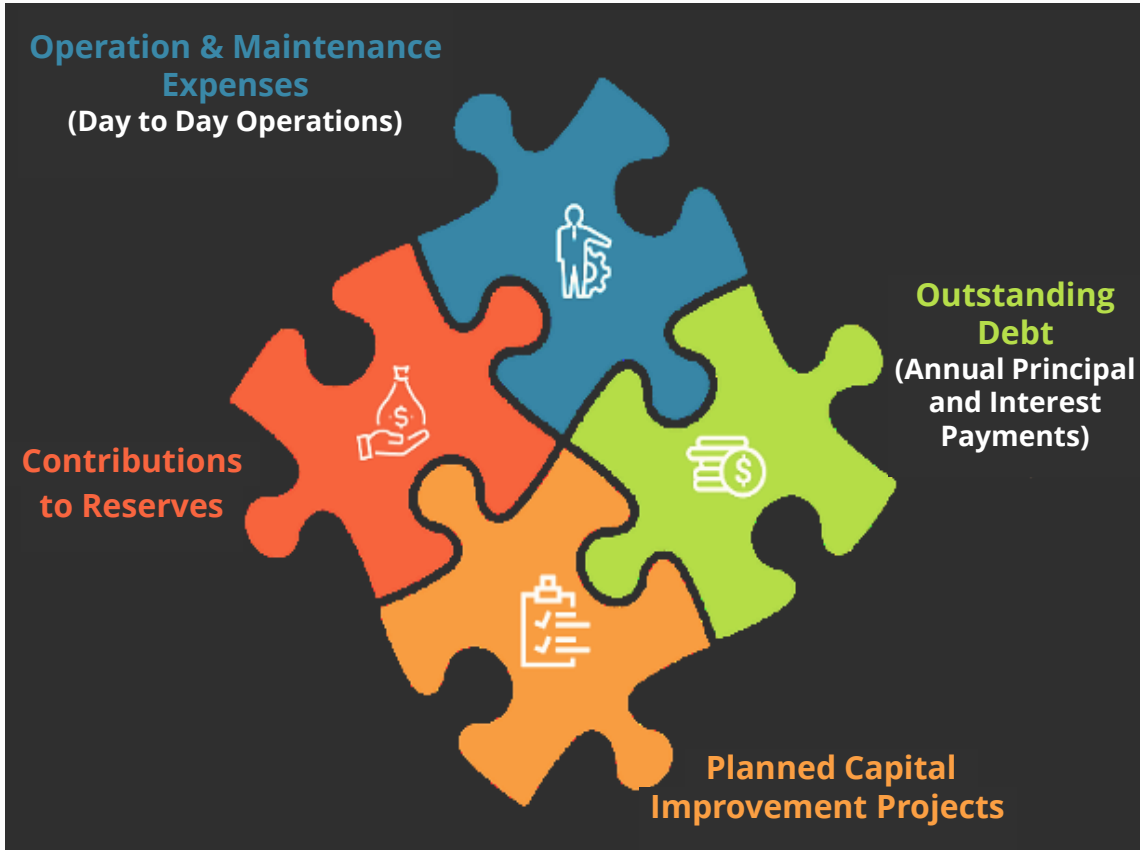 Operation & Maintenance
Expenses
(Day to Day Operations)
Outstanding
Debt
(Annual Principal
and Interest
Payments)
Contributions
to Reserves
$
$
Planned Capital
Improvement Projects